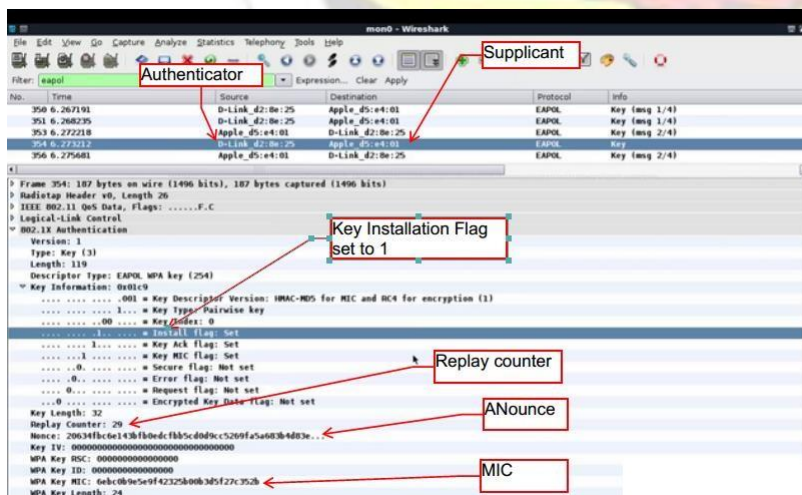 mon0 - Wireshark
File Edit View Go Capture Analyze Statistics Telephony Tools Help
Supplicant
Authenticator
Filter: eapol Expression... Clear Apply
No. Time Source Destination Protocol Info
350 6.267191 D-Link_d2:8e:25 Apple_d5:e4:01 EAPOL Key (msg 1/4)
351 6.268235 D-Link_d2:8e:25 Apple_d5:e4:01 EAPOL Key (msg 1/4)
353 6.272218 Apple_d5:e4:01 D-Link_d2:8e:25 EAPOL Key (msg 2/4)
354 6.273212 D-Link_d2:8e:25 Apple_d5:e4:01 EAPOL Key
356 6.275681 Apple_d5:e4:01 D-Link_d2:8e:25 EAPOL Key (msg 2/4)
Frame 354: 187 bytes on wire (1496 bits), 187 bytes captured (1496 bits)
Radiotap Header v0, Length 26
IEEE 802.11 QoS Data, Flags: ......F.C
Logical-Link Control
802.1X Authentication
Key Installation Flag
set to 1
Version: 1
Type: Key (3)
Length: 119
Descriptor Type: EAPOL WPA key (254)
Key Information: 0x01c9
.... .... .... .001 = Key Descriptor Version: HMAC-MD5 for MIC and RC4 for encryption (1)
.... .... .... 1... = Key Type: Pairwise key
.... .... ..00 .... = Key Index: 0
.... .... .1.. .... = Install flag: Set
.... .... 1... .... = Key Ack flag: Set
.... ...1 .... .... = Key MIC flag: Set
.... ..0. .... .... = Secure flag: Not set
.... .0.. .... .... = Error flag: Not set
.... 0... .... .... = Request flag: Not set
...0 .... .... .... = Encrypted Key Data flag: Not set
Replay counter
Key Length: 32
Replay Counter: 29
ANounce
Nonce: 20634fbc6e143bfb0edcfbb5cd0d9cc5269fa5a683b4d83e...
Key IV: 00000000000000000000000000000000
WPA Key RSC: 0000000000000000
WPA Key ID: 0000000000000000
MIC
WPA Key MIC: 6ebc0b9e5e9f42325b00b3d5f27c352b
WPA Key Length: 24